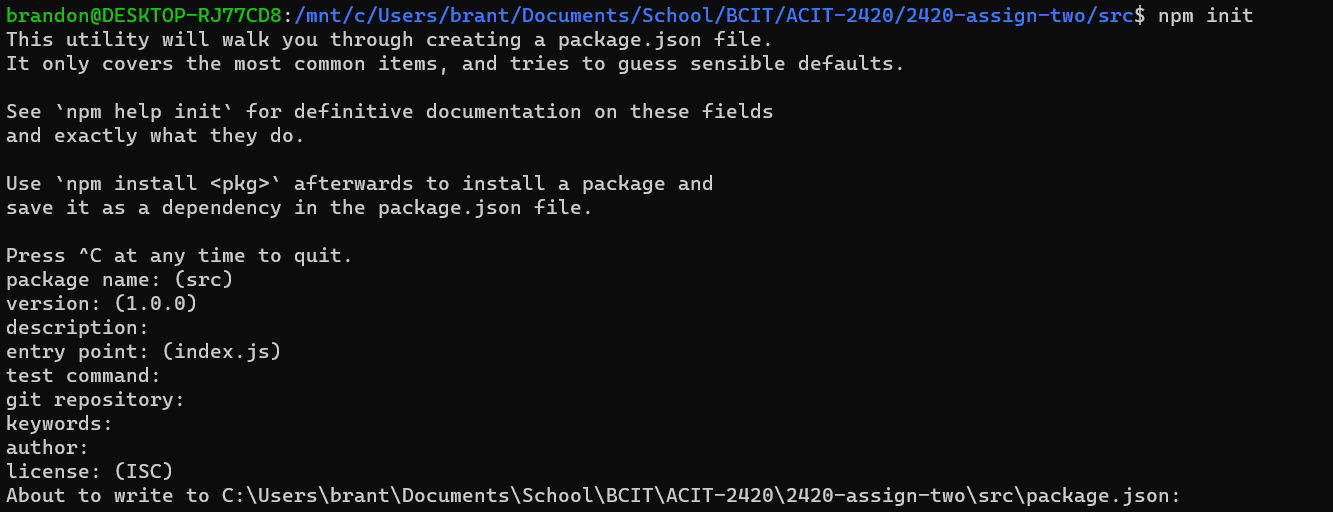 brandon@DESKTOP-RJ77CD8:/mnt/c/Users/brant/Documents/School/BCIT/ACIT-2420/2420-assign-two/src$ npm init
This utility will walk you through creating a package.json file.
It only covers the most common items, and tries to guess sensible defaults.
See `npm help init` for definitive documentation on these fields
and exactly what they do.
Use `npm install <pkg>` afterwards to install a package and
save it as a dependency in the package.json file.
Press ^C at any time to quit.
package name: (src)
version: (1.0.0)
description:
entry point: (index.js)
test command:
git repository:
keywords:
author:
license: (ISC)
About to write to C:\Users\brant\Documents\School\BCIT\ACIT-2420\2420-assign-two\src\package.json: